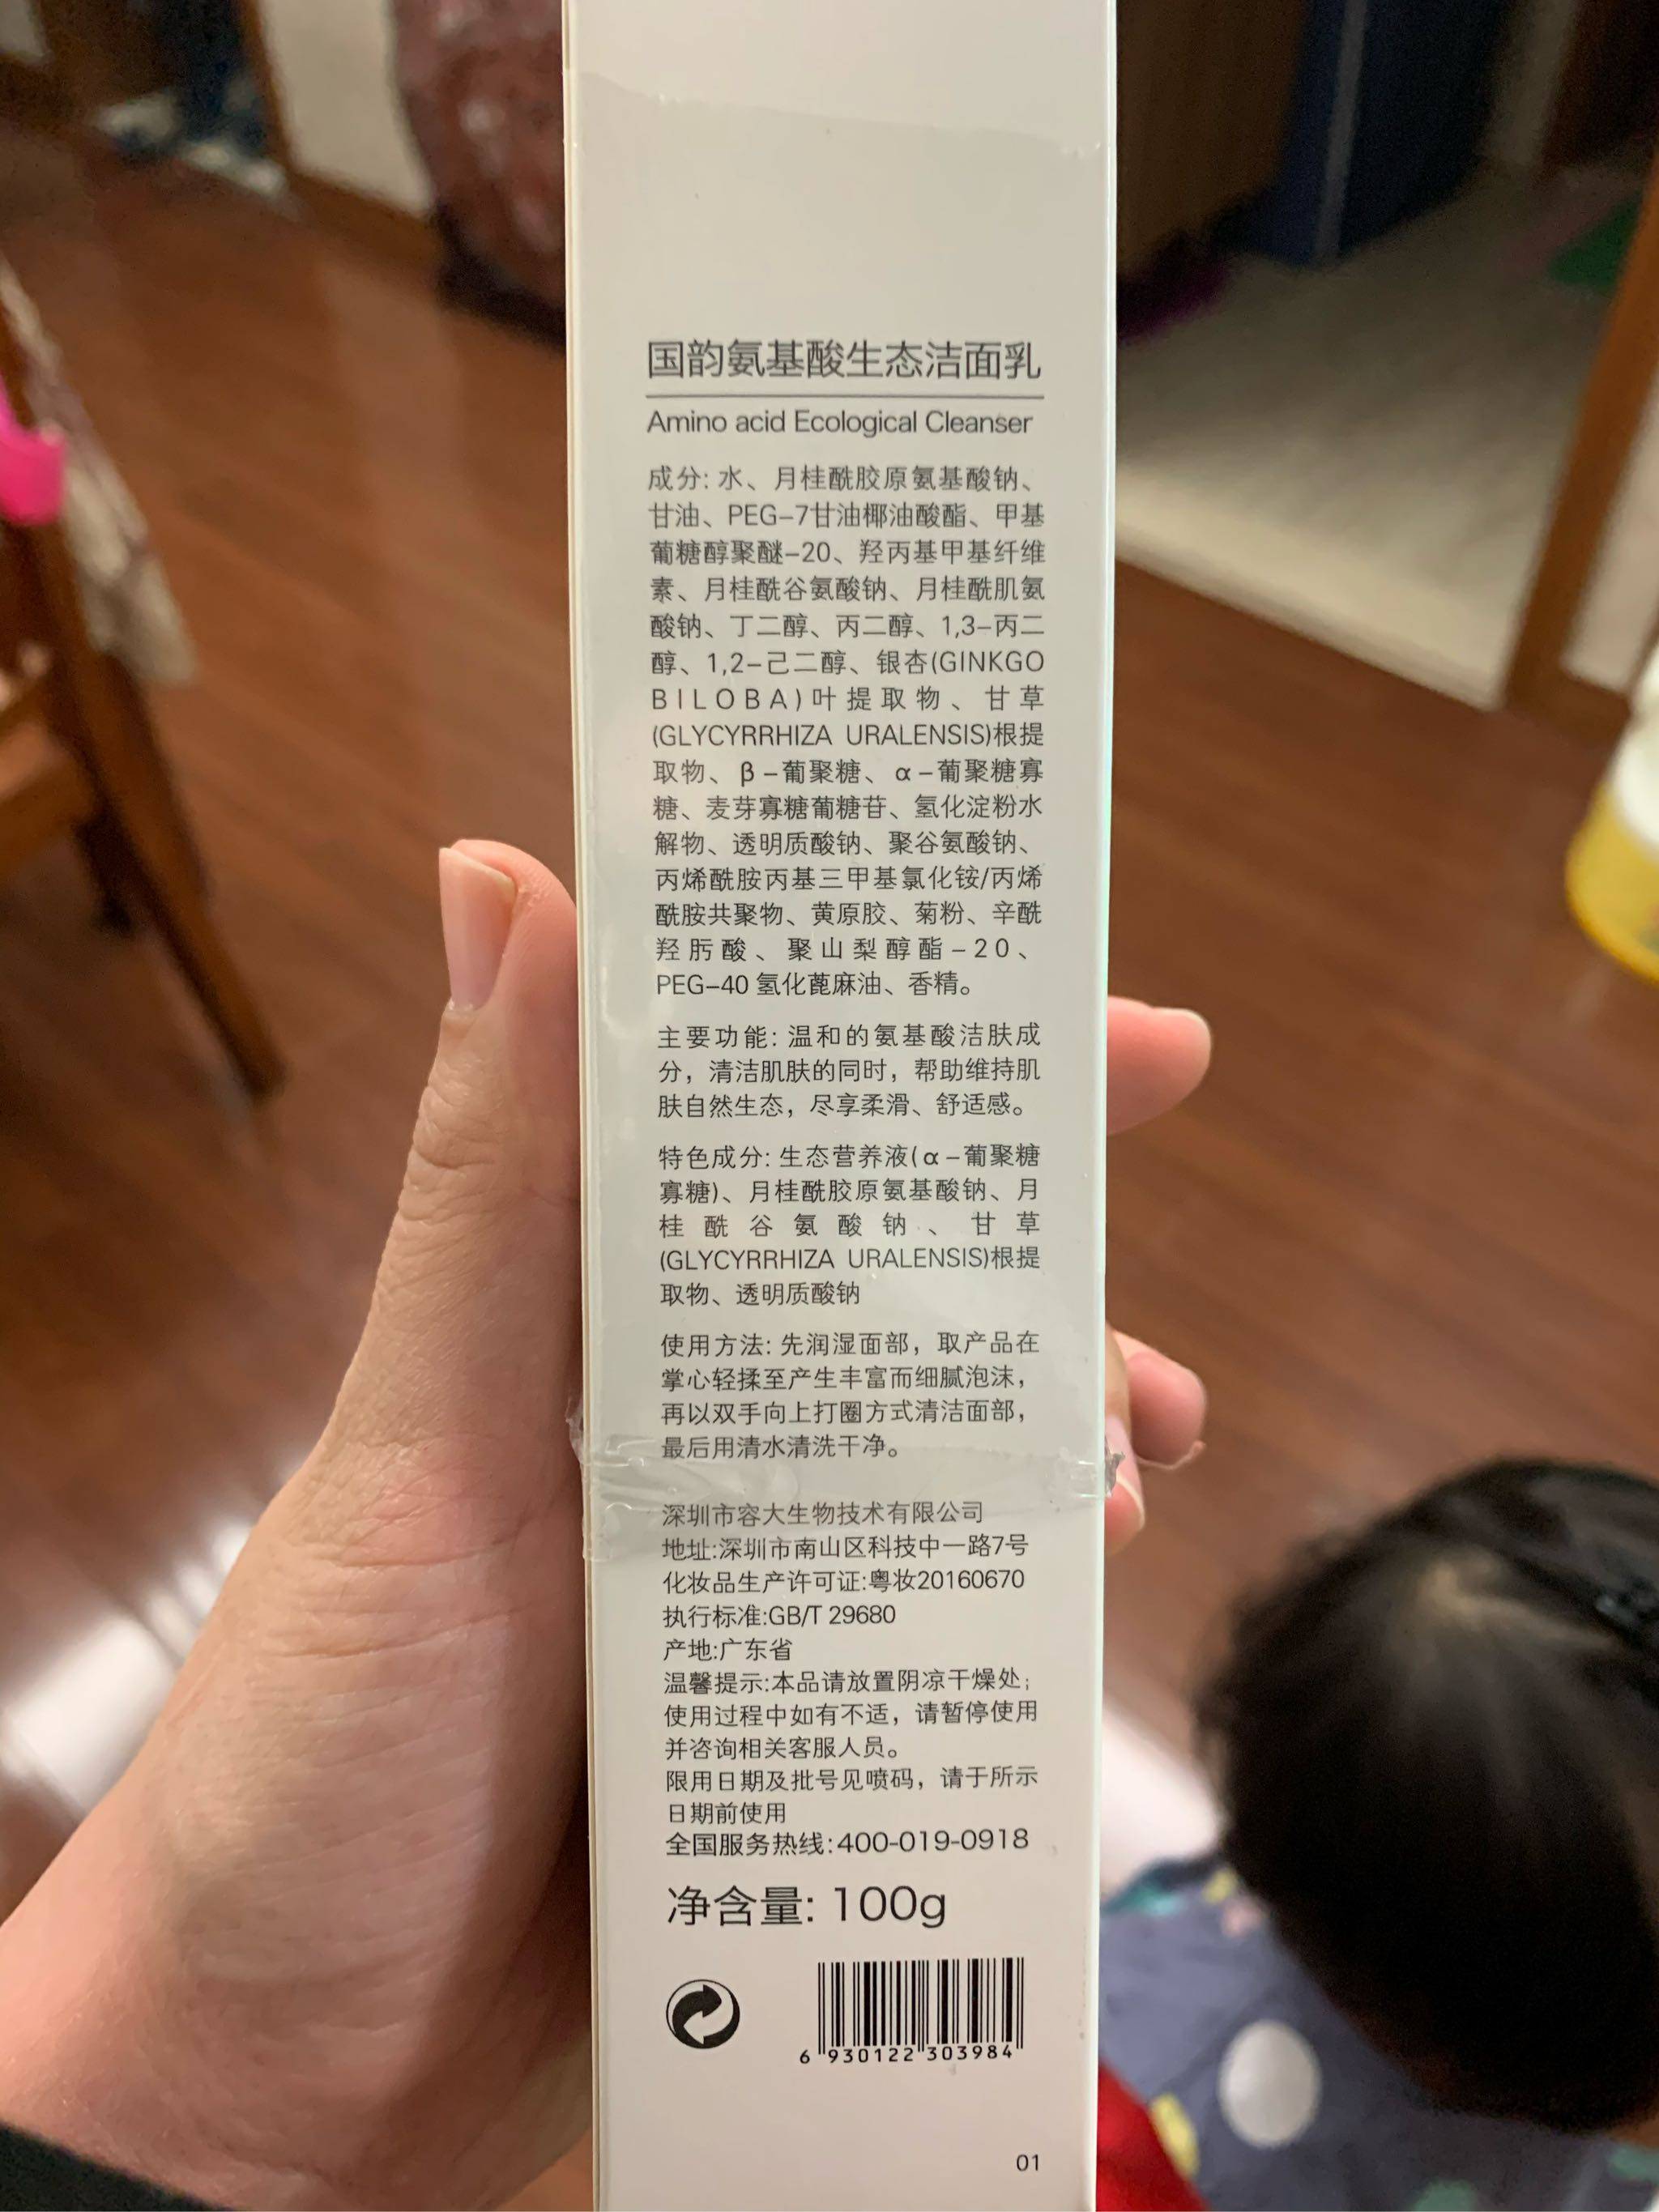 国韵氨基酸生态洁面乳
Amino acid Ecological Cleanser
成分: 水、月桂酰胶原氨基酸钠、
甘油、PEG-7甘油椰油酸酯、甲基
葡糖醇聚醚-20、羟丙基甲基纤维
素、月桂酰谷氨酸钠、月桂酰肌氨
酸钠、丁二醇、丙二醇、1,3-丙二
醇、1,2-己二醇、银杏(GINKGO
BILOBA)叶提取物、甘草
(GLYCYRRHIZA URALENSIS)根提
取物、β-葡聚糖、α-葡聚糖寡
糖、麦芽寡糖葡糖苷、氢化淀粉水
解物、透明质酸钠、聚谷氨酸钠、
丙烯酰胺丙基三甲基氯化铵/丙烯
酰胺共聚物、黄原胶、菊粉、辛酰
羟肟酸、聚山梨醇酯-20、
PEG-40 氢化蓖麻油、香精。
主要功能: 温和的氨基酸洁肤成
分，清洁肌肤的同时，帮助维持肌
肤自然生态，尽享柔滑、舒适感。
特色成分: 生态营养液(α-葡聚糖
寡糖)、月桂酰胶原氨基酸钠、月
桂酰谷氨酸钠、甘草
(GLYCYRRHIZA URALENSIS)根提
取物、透明质酸钠
使用方法: 先润湿面部，取产品在
掌心轻揉至产生丰富而细腻泡沫，
再以双手向上打圈方式清洁面部，
最后用清水清洗干净。
深圳市容大生物技术有限公司
地址:深圳市南山区科技中一路7号
化妆品生产许可证:粤妆20160670
执行标准:GB/T 29680
产地:广东省
温馨提示:本品请放置阴凉干燥处;
使用过程中如有不适，请暂停使用
并咨询相关客服人员。
限用日期及批号见喷码，请于所示
日期前使用
全国服务热线:400-019-0918
净含量: 100g
6 930122 303984
01